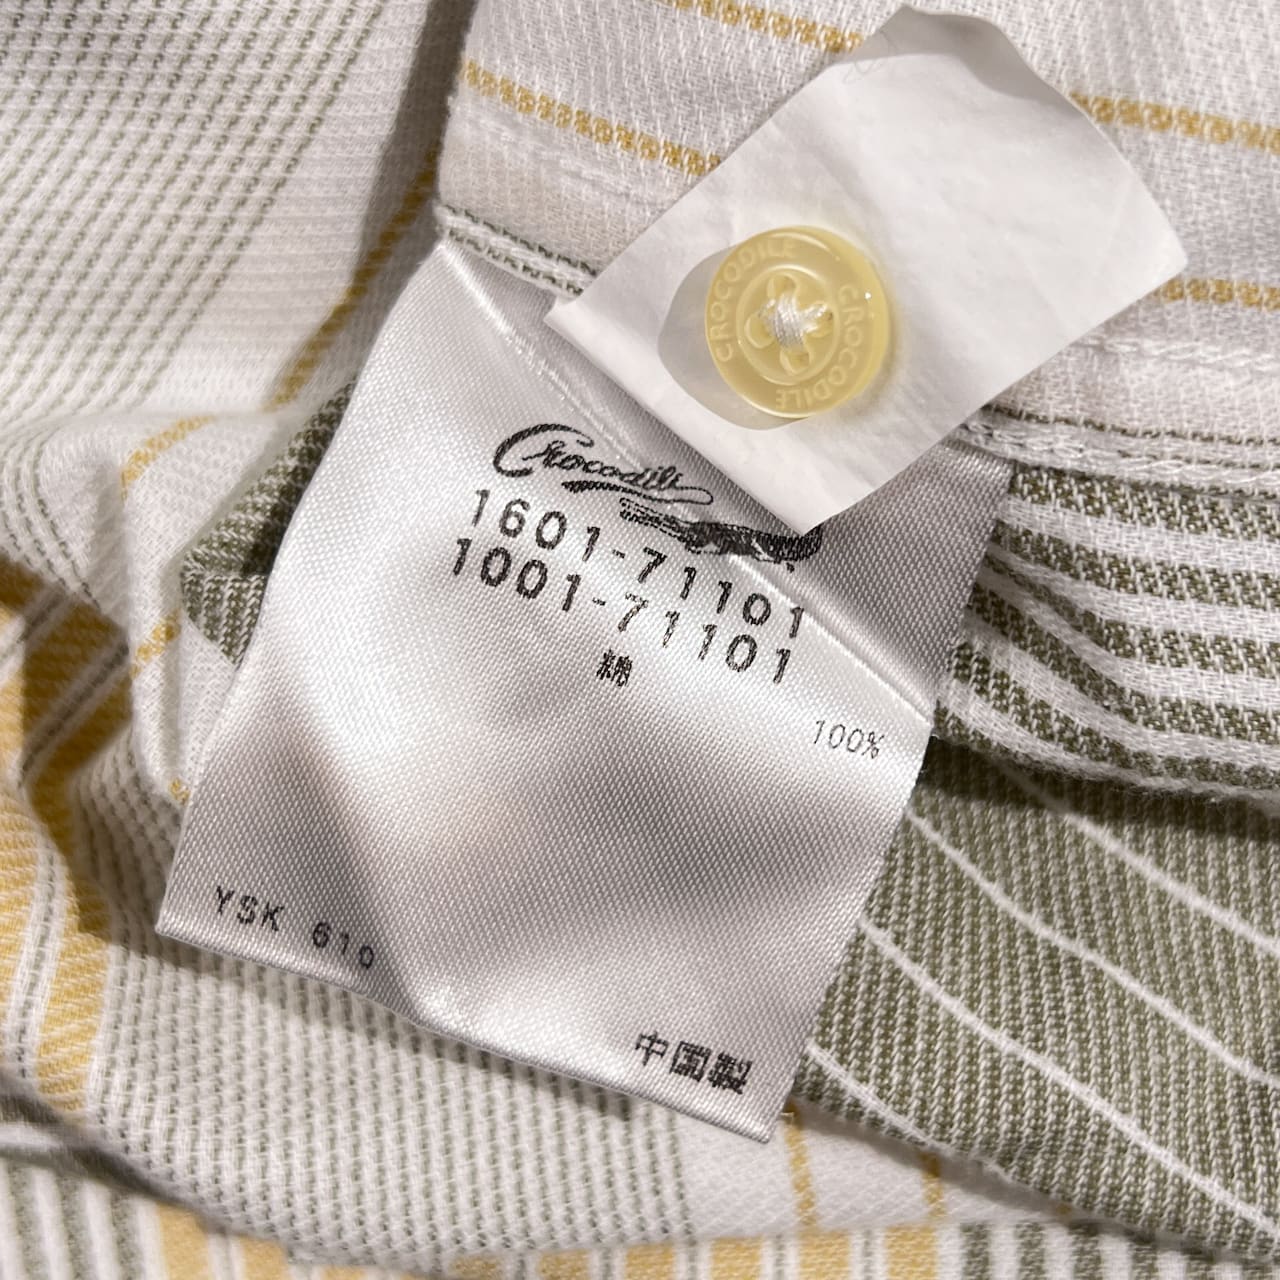 CROCODILE CROCODILE
Crocodile
1601-71101
1001-71101
綿
100%
YSK 610
中国製